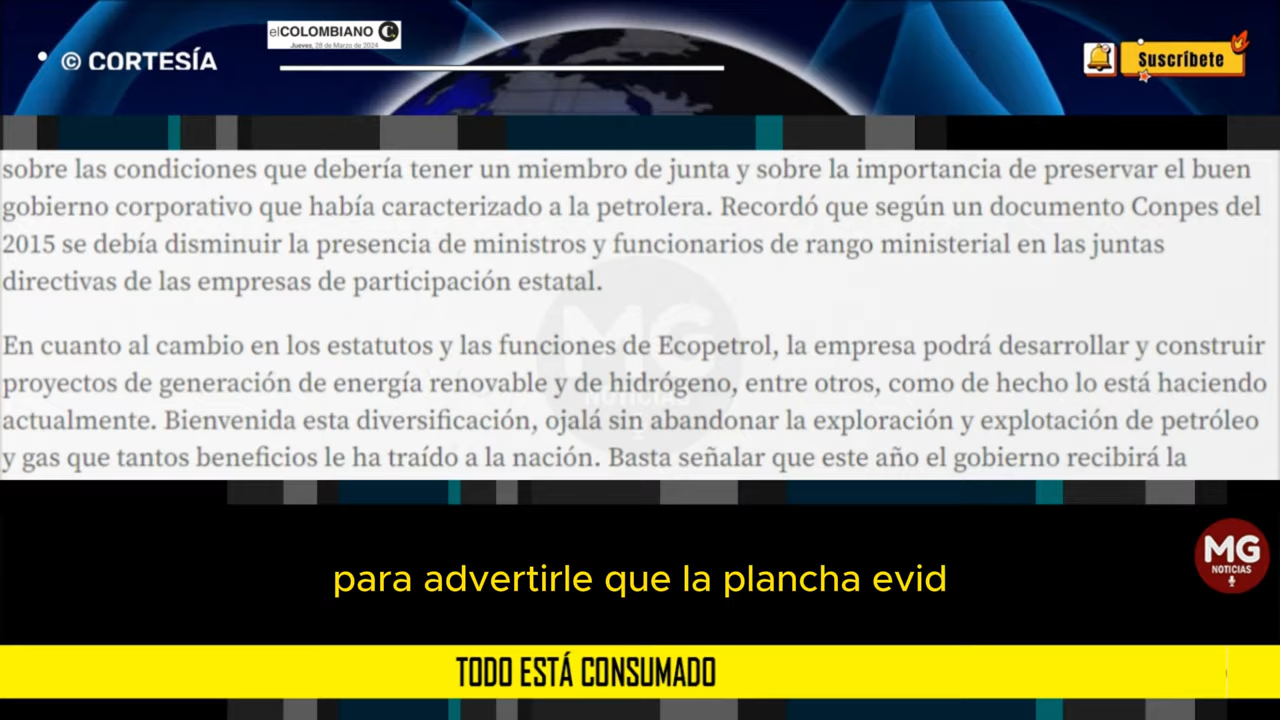 elCOLOMBIANO C
Jueves, 28 de Marzo de 2024
© CORTESÍA
Suscríbete
sobre las condiciones que debería tener un miembro de junta y sobre la importancia de preservar el buen
gobierno corporativo que había caracterizado a la petrolera. Recordó que según un documento Conpes del
2015 se debía disminuir la presencia de ministros y funcionarios de rango ministerial en las juntas
directivas de las empresas de participación estatal.
En cuanto al cambio en los estatutos y las funciones de Ecopetrol, la empresa podrá desarrollar y construir
proyectos de generación de energía renovable y de hidrógeno, entre otros, como de hecho lo está haciendo
actualmente. Bienvenida esta diversificación, ojalá sin abandonar la exploración y explotación de petróleo
y gas que tantos beneficios le ha traído a la nación. Basta señalar que este año el gobierno recibirá la
MG
NOTICIAS
para advertirle que la plancha evid
MG
NOTICIAS
TODO ESTÁ CONSUMADO